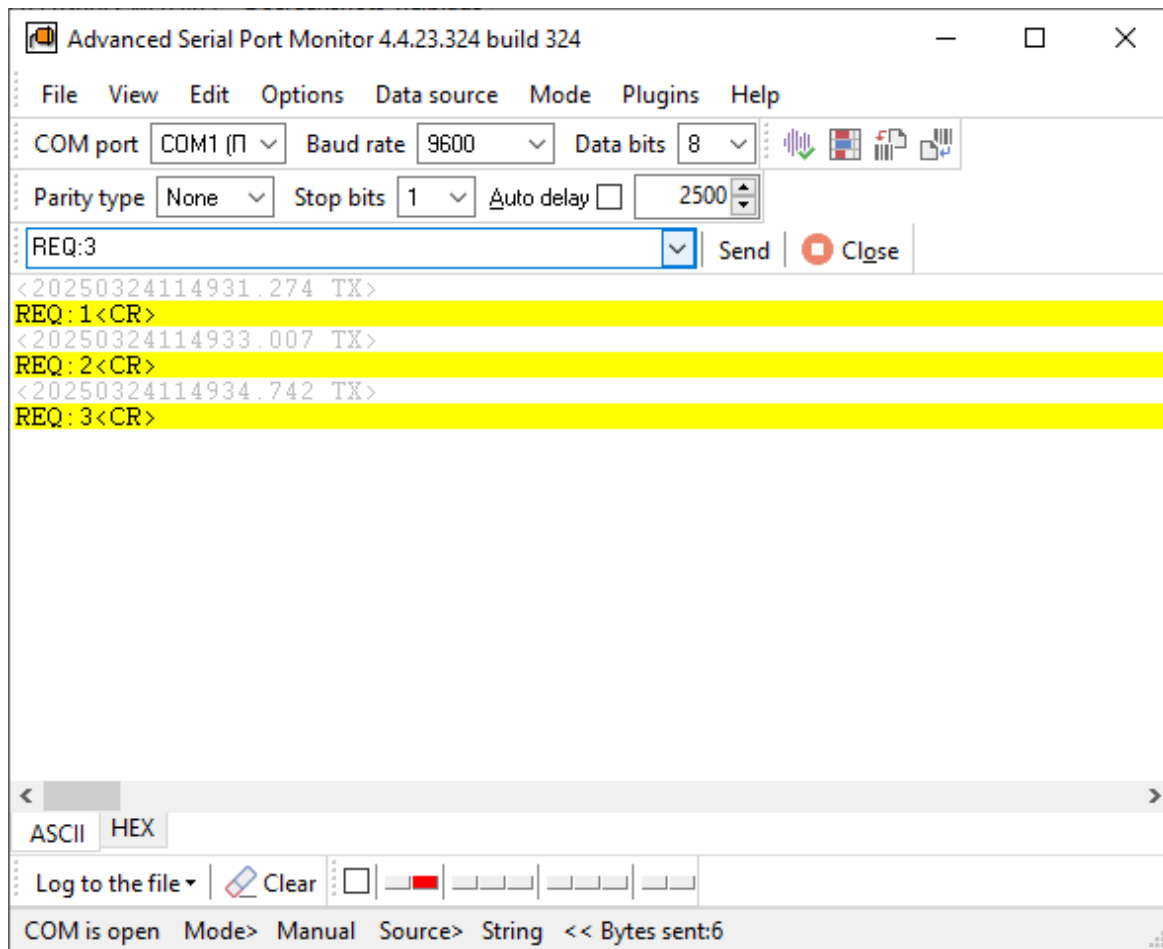 Advanced Serial Port Monitor 4.4.23.324 build 324
File View Edit Options Data source Mode Plugins Help
COM port COM1 (П Baud rate 9600 Data bits 8
Parity type None Stop bits 1 Auto delay 2500
REQ:3 Send Close
<20250324114931.274 TX>
REQ:1<CR>
<20250324114933.007 TX>
REQ:2<CR>
<20250324114934.742 TX>
REQ:3<CR>
ASCII HEX
Log to the file Clear
COM is open Mode> Manual Source> String << Bytes sent:6